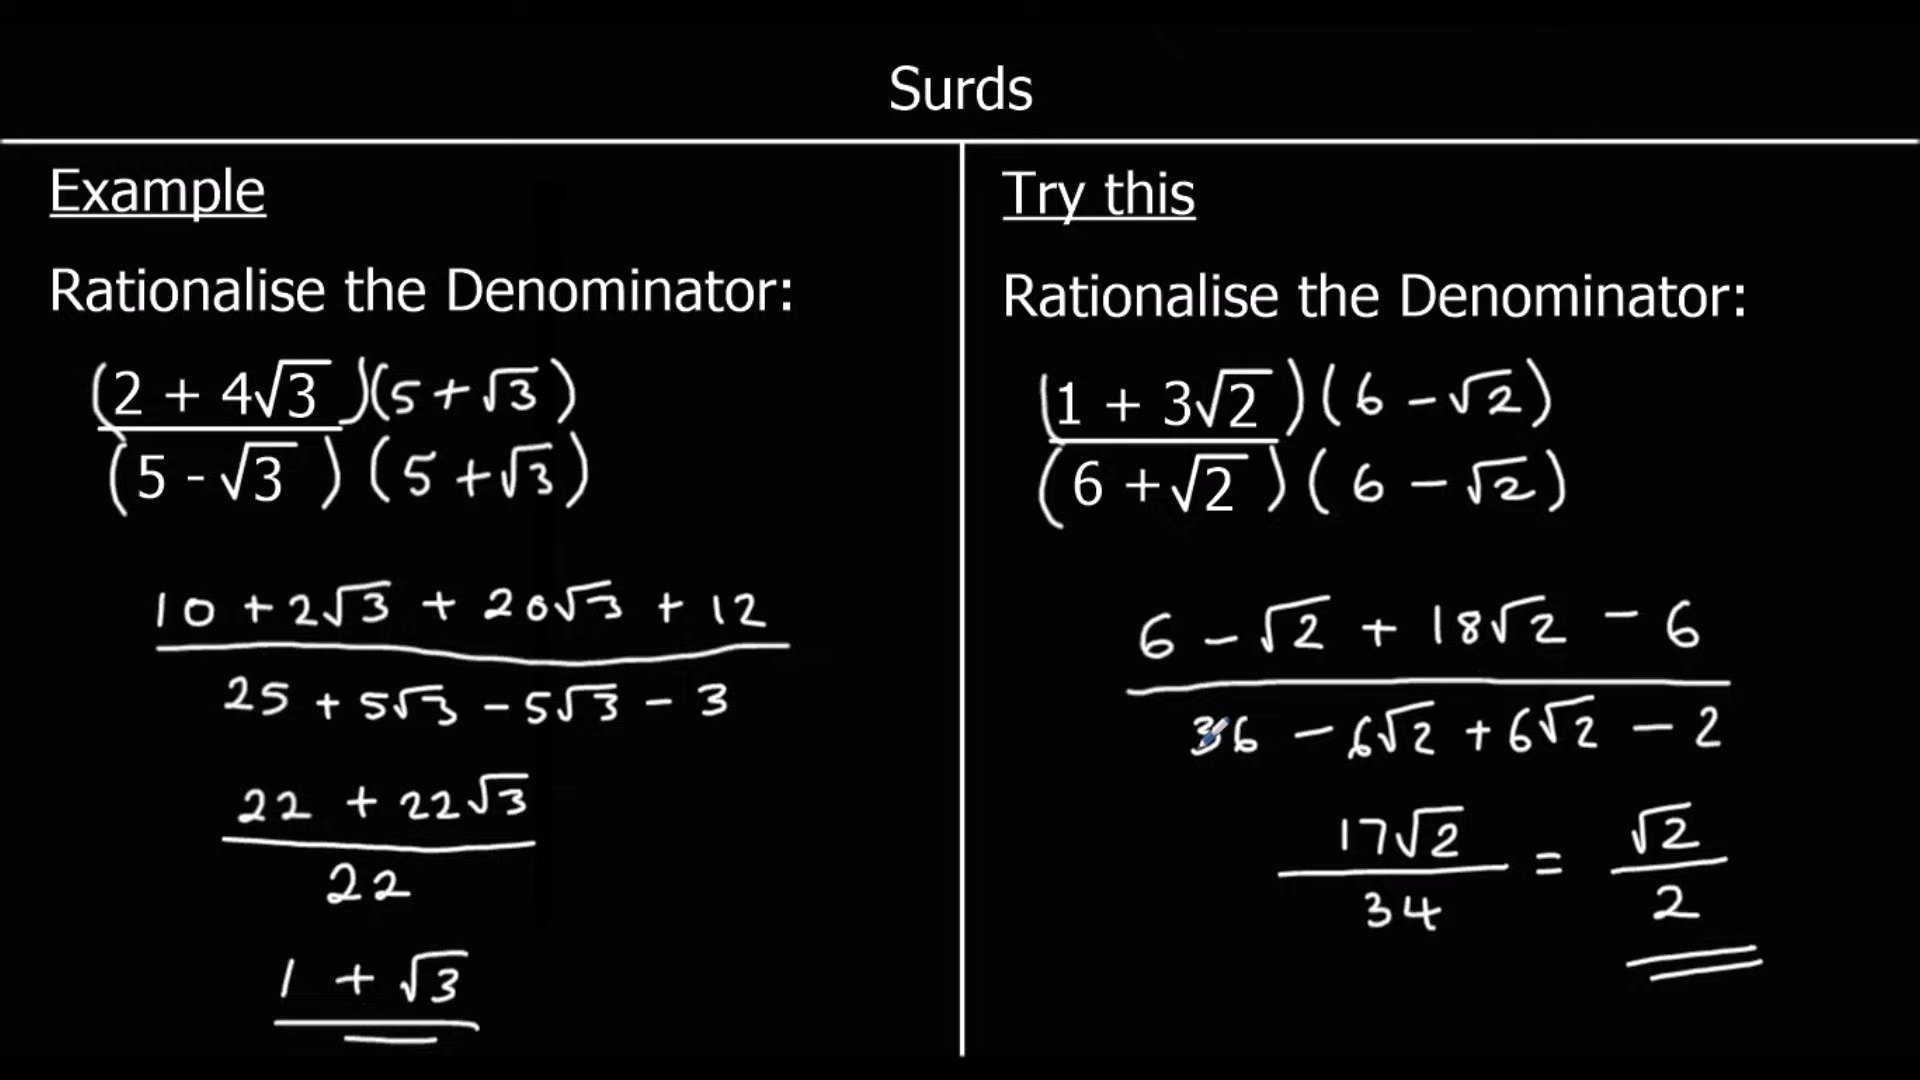 Surds
Example
Rationalise the Denominator:
(2 + 4√3)(5 + √3)
(5 - √3)(5 + √3)
10 + 2√3 + 20√3 + 12
25 + 5√3 - 5√3 - 3
22 + 22√3
22
1 + √3
Try this
Rationalise the Denominator:
(1 + 3√2)(6 - √2)
(6 + √2)(6 - √2)
6 - √2 + 18√2 - 6
36 - 6√2 + 6√2 - 2
17√2 = √2
34 2